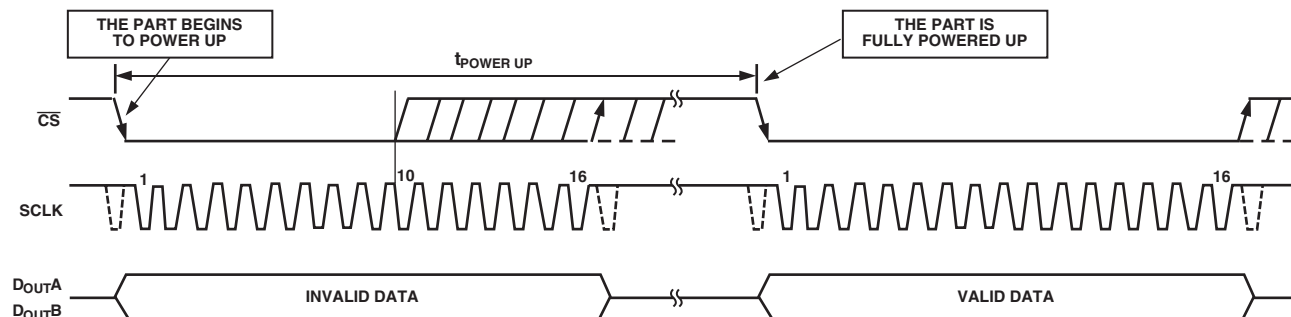 THE PART BEGINS
TO POWER UP
THE PART IS
FULLY POWERED UP
tPOWER UP
CS
SCLK
1
10
16
1
16
DOUTA
DOUTB
INVALID DATA
VALID DATA